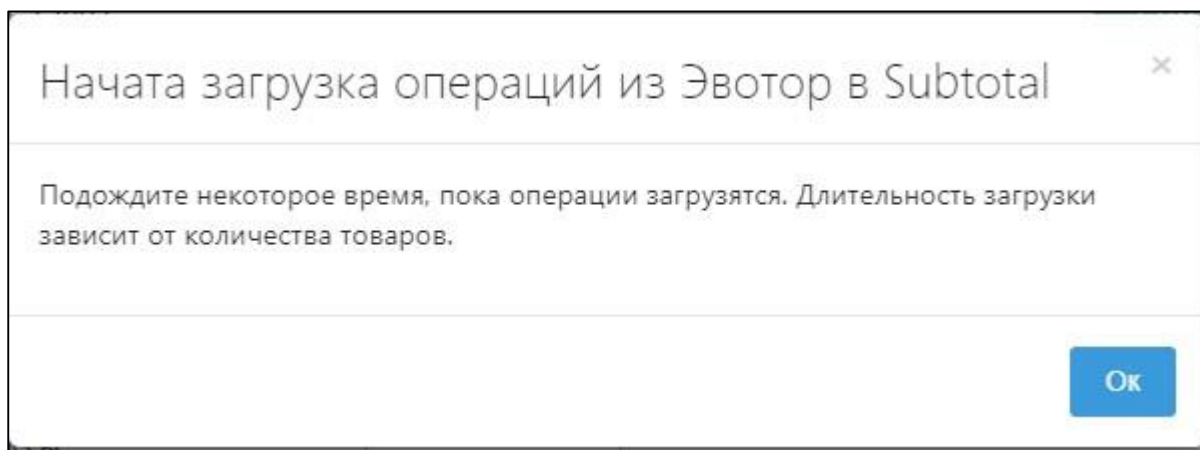 Начата загрузка операций из Эвотор в Subtotal
Подождите некоторое время, пока операции загрузятся. Длительность загрузки
зависит от количества товаров.
Ок